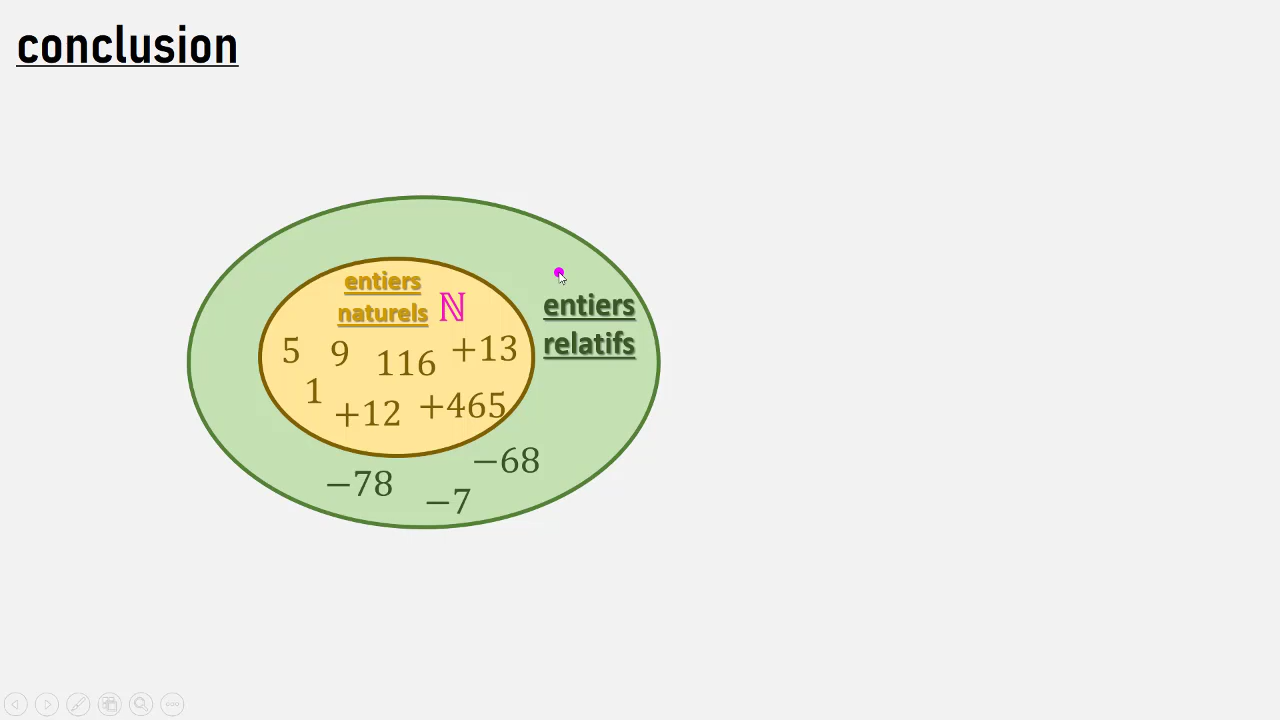 conclusion
entiers
naturels ℕ
entiers
relatifs
5 9 116 +13
1 +12 +465
−78 −7 −68